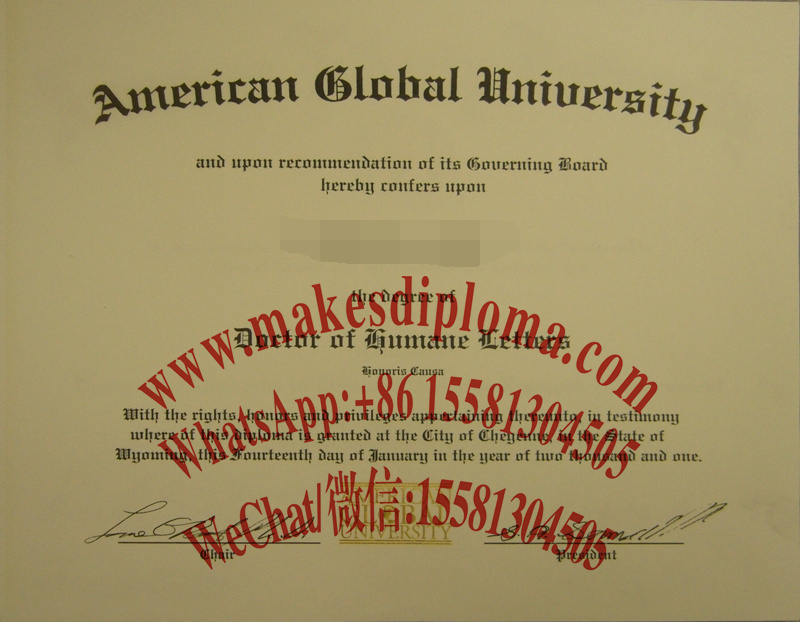 American Global University
and upon recommendation of its Governing Board
hereby confers upon
the degree of
www.makesdiploma.com
Doctor of Humane Letters
Honoris Causa
WhatsApp:+86 15581304505
With the rights, honors and privileges appertaining thereunto, in testimony
where of this diploma is granted at the City of Cheyenne, in the State of
Wyoming, this Fourteenth day of January in the year of two thousand and one.
WeChat/微信:15581304505
GLOBAL
UNIVERSITY
Chair
President